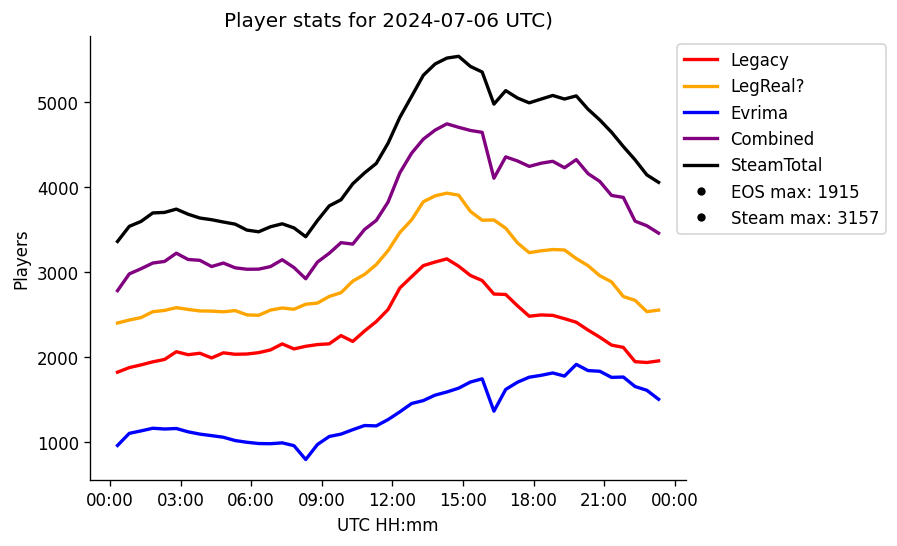 Player stats for 2024-07-06 UTC)
Legacy
LegReal?
Evrima
Combined
SteamTotal
EOS max: 1915
Steam max: 3157
Players
5000
4000
3000
2000
1000
00:00 03:00 06:00 09:00 12:00 15:00 18:00 21:00 00:00
UTC HH:mm